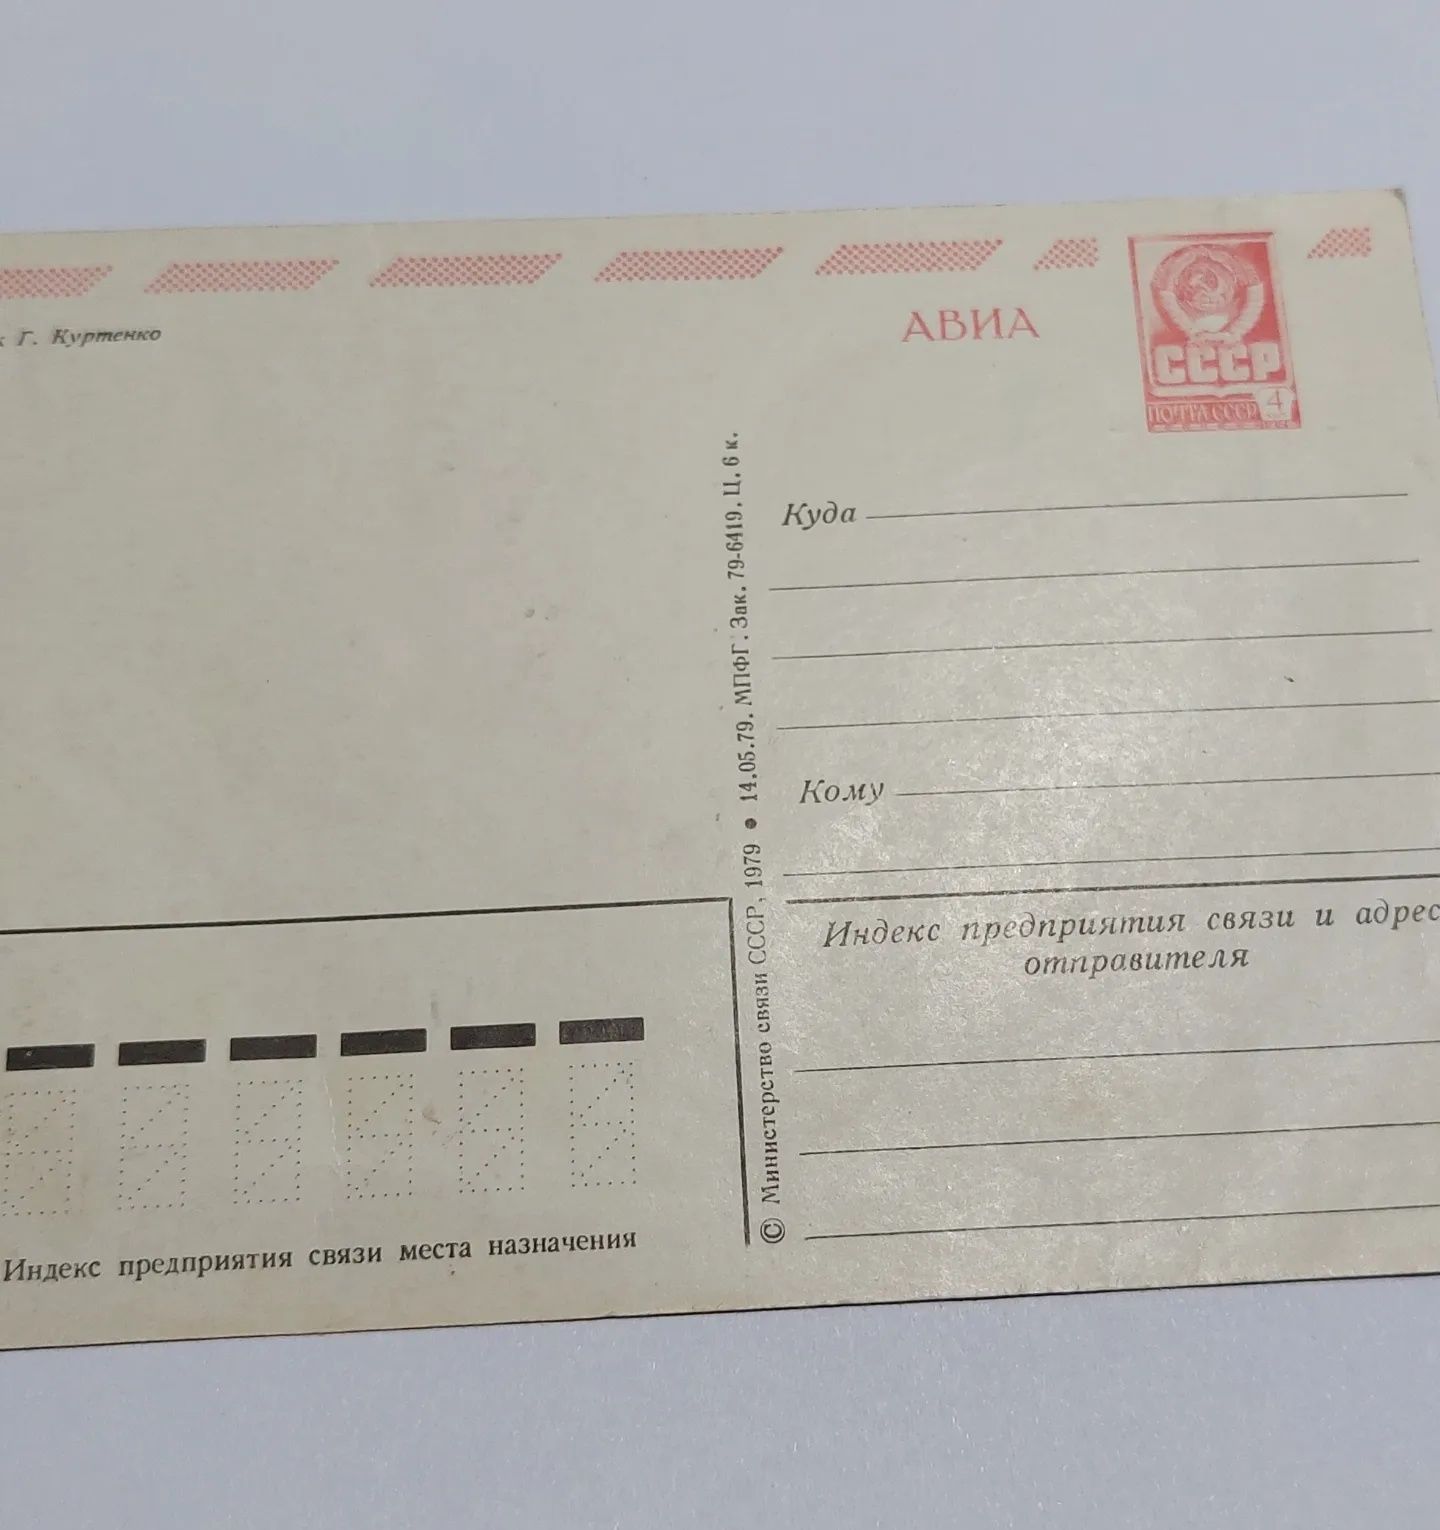 Г. Куртенко
АВИА
СССР
ПОЧТА СССР 4
Куда
Кому
Индекс предприятия связи и адрес
отправителя
© Министерство связи СССР, 1979 • 14.05.79. МПФГ. Зак. 79-6419. Ц. 6 к.
Индекс предприятия связи места назначения